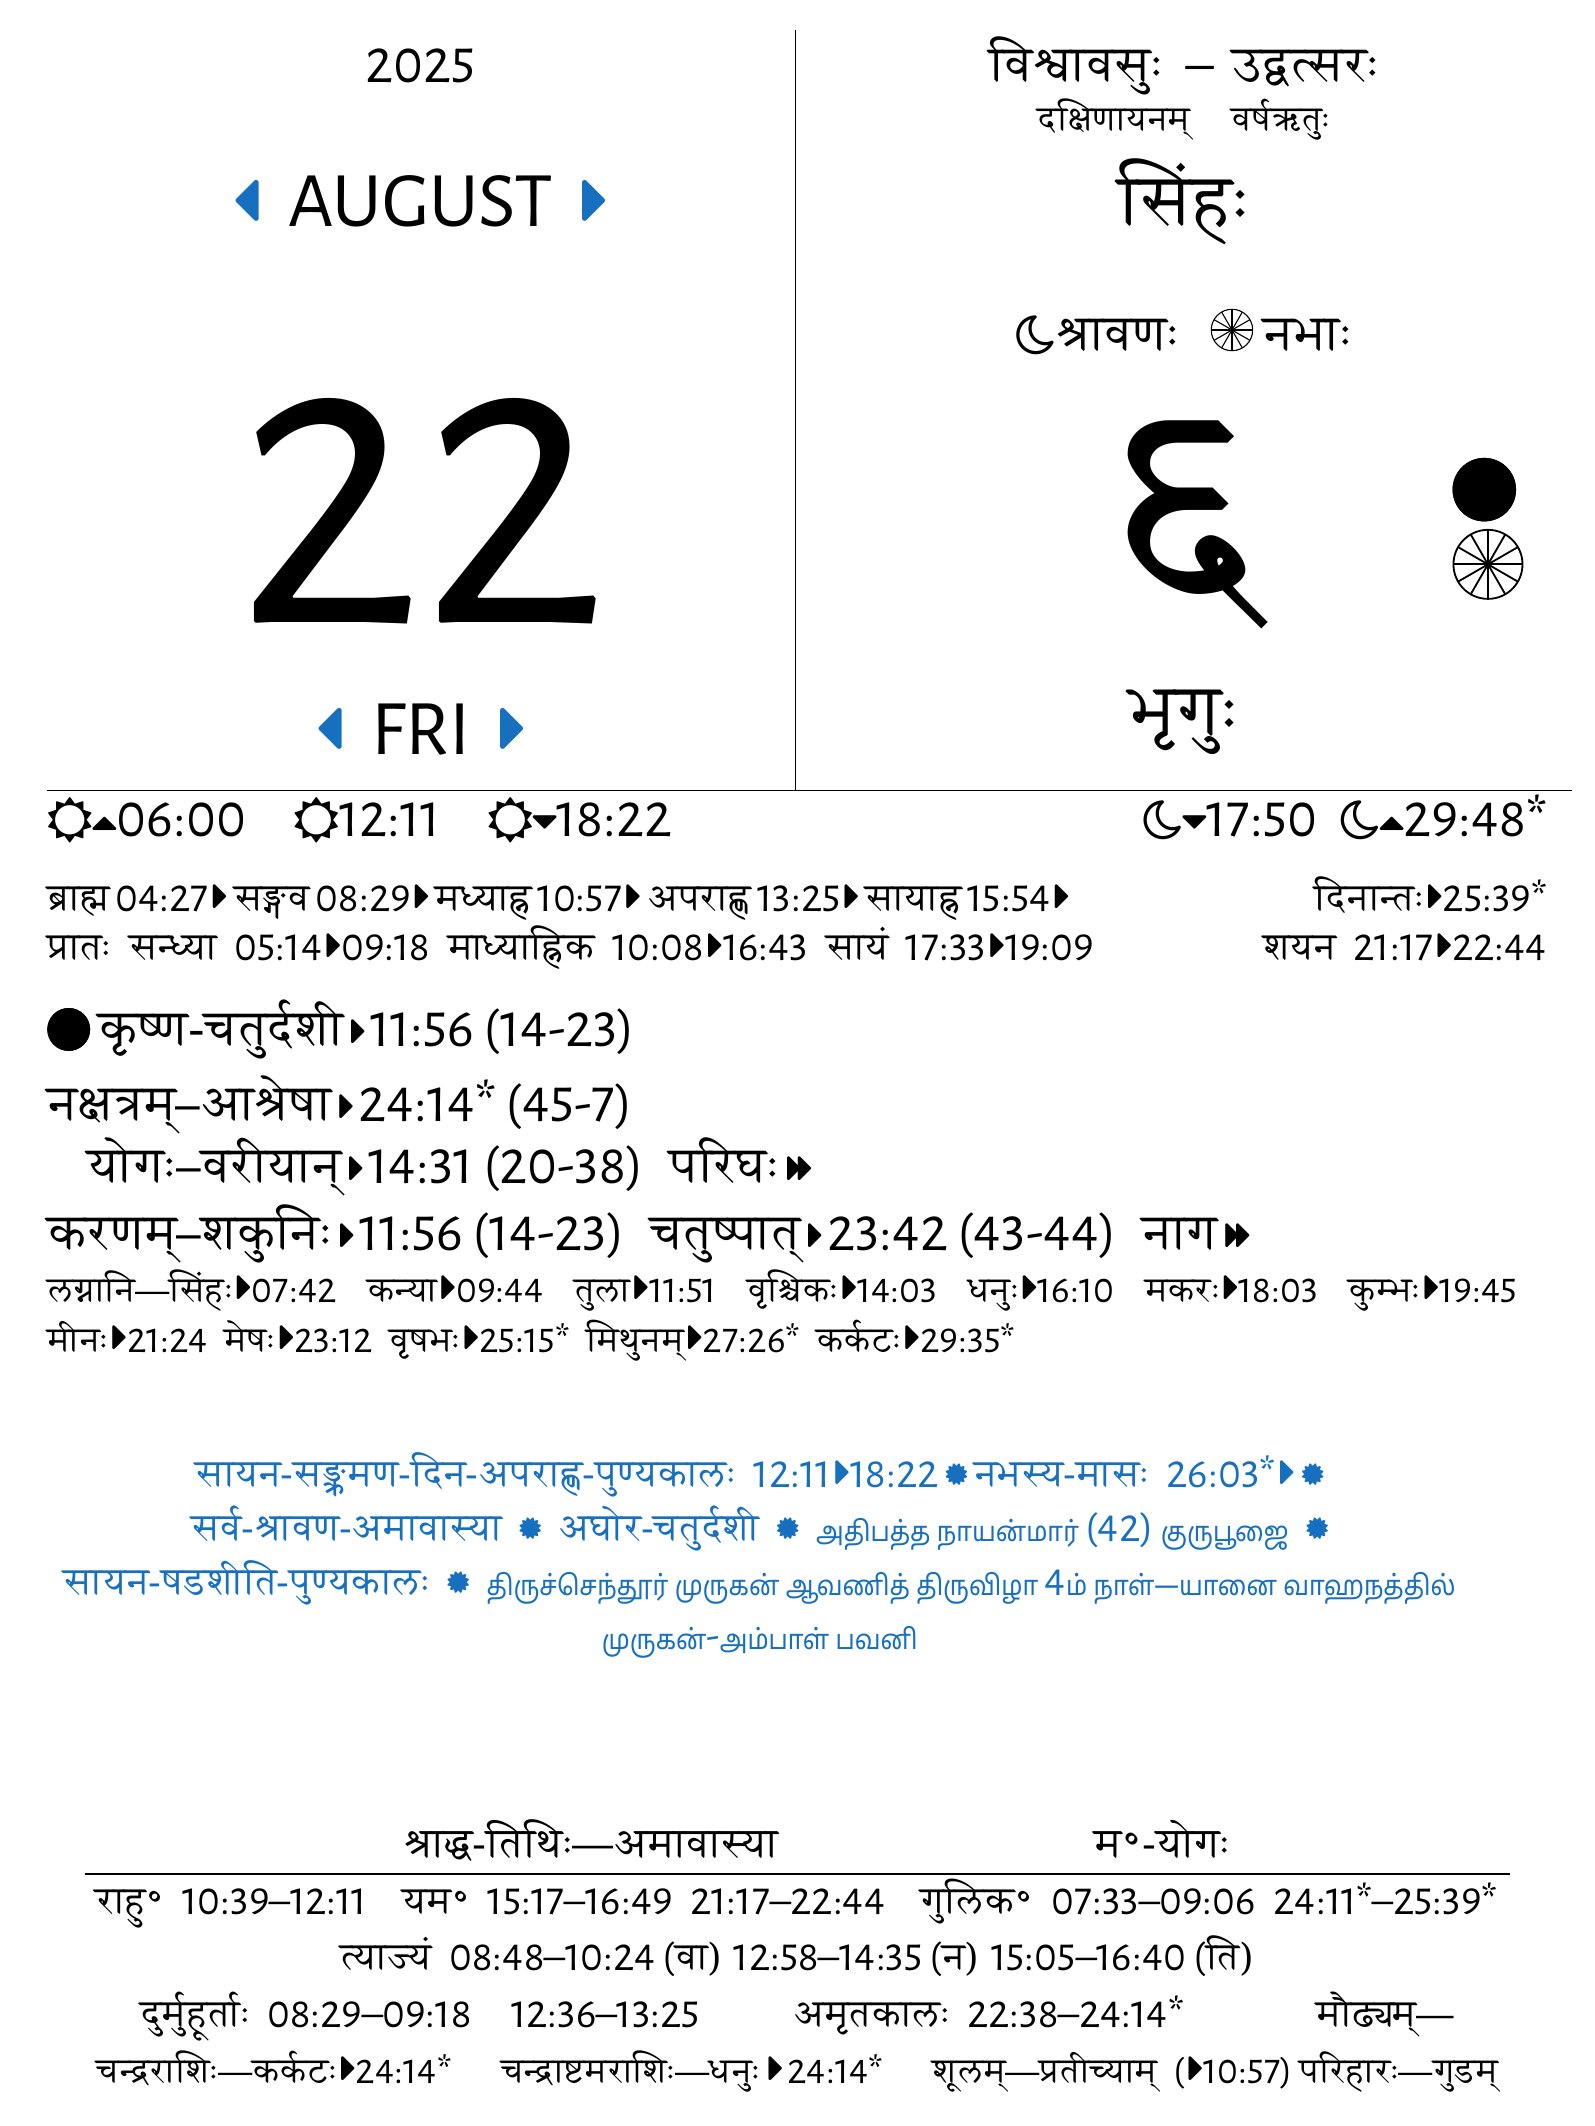 2025
AUGUST
22
FRI
विश्वावसुः – उद्वत्सरः
दक्षिणायनम् वर्षऋतुः
सिंहः
श्रावणः नभाः
६
भृगुः
06:00 12:11 18:22 17:50 29:48*
ब्राह्म 04:27 सङ्गव 08:29 मध्याह्न 10:57 अपराह्ण 13:25 सायाह्न 15:54 दिनान्तः 25:39*
प्रातः सन्ध्या 05:14 09:18 माध्याह्निक 10:08 16:43 सायं 17:33 19:09 शयन 21:17 22:44
कृष्ण-चतुर्दशी 11:56 (14-23)
नक्षत्रम्–आश्रेषा 24:14* (45-7)
योगः–वरीयान् 14:31 (20-38) परिघः
करणम्–शकुनिः 11:56 (14-23) चतुष्पात् 23:42 (43-44) नाग
लग्नानि—सिंहः 07:42 कन्या 09:44 तुला 11:51 वृश्चिकः 14:03 धनुः 16:10 मकरः 18:03 कुम्भः 19:45
मीनः 21:24 मेषः 23:12 वृषभः 25:15* मिथुनम् 27:26* कर्कटः 29:35*
सायन-सङ्क्रमण-दिन-अपराह्ण-पुण्यकालः 12:11 18:22 नभस्य-मासः 26:03*
सर्व-श्रावण-अमावास्या अघोर-चतुर्दशी அதிபத்த நாயன்மார் (42) குருபூஜை
सायन-षडशीति-पुण्यकालः திருச்செந்தூர் முருகன் ஆவணித் திருவிழா 4ம் நாள்—யானை வாஹநத்தில்
முருகன்-அம்பாள் பவனி
श्राद्ध-तिथिः—अमावास्या म॰-योगः
राहु॰ 10:39–12:11 यम॰ 15:17–16:49 21:17–22:44 गुलिक॰ 07:33–09:06 24:11*–25:39*
त्याज्यं 08:48–10:24 (वा) 12:58–14:35 (न) 15:05–16:40 (ति)
दुर्मुहूर्ताः 08:29–09:18 12:36–13:25 अमृतकालः 22:38–24:14* मौढ्यम्—
चन्द्रराशिः—कर्कटः 24:14* चन्द्राष्टमराशिः—धनुः 24:14* शूलम्—प्रतीच्याम् ( 10:57) परिहारः—गुडम्